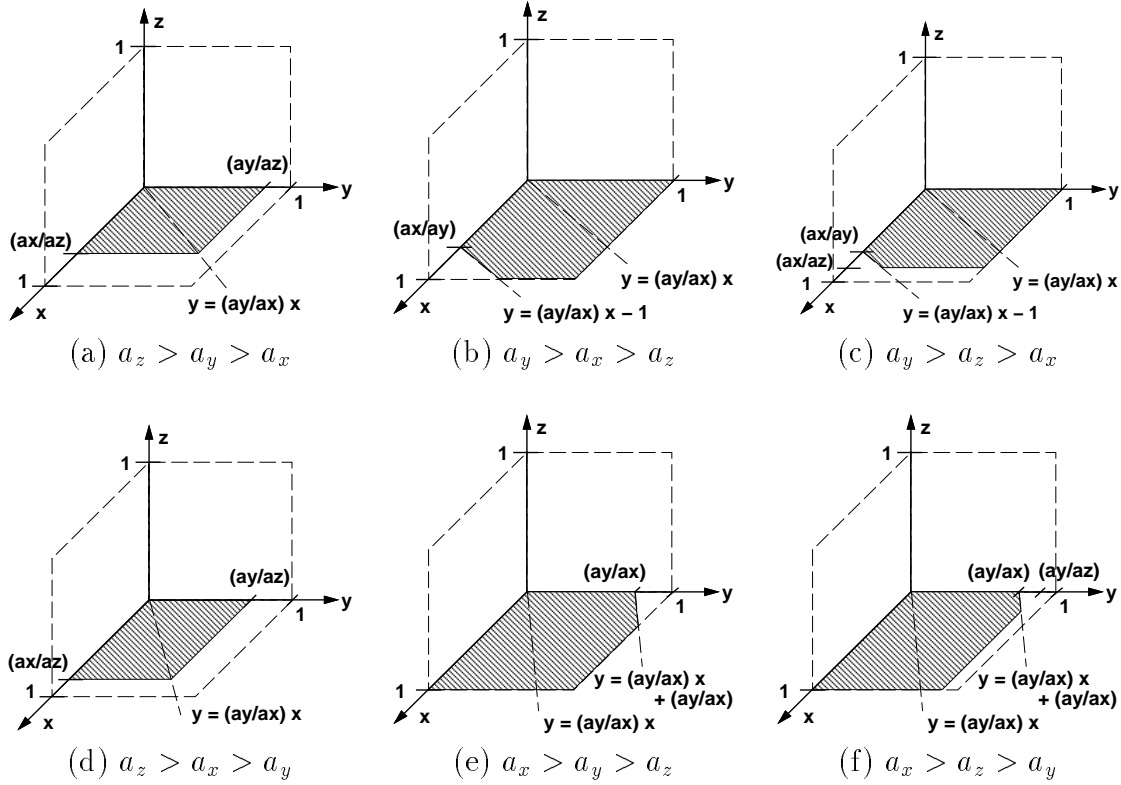 z
1
(ay/az)
y
1
(ax/az)
1
x
y = (ay/ax) x
(a) a_z > a_y > a_x
z
1
y
1
(ax/ay)
1
x
y = (ay/ax) x
y = (ay/ax) x − 1
(b) a_y > a_x > a_z
z
1
y
1
(ax/ay)
(ax/az)
1
x
y = (ay/ax) x
y = (ay/ax) x − 1
(c) a_y > a_z > a_x
z
1
(ay/az)
y
1
(ax/az)
1
x
y = (ay/ax) x
(d) a_z > a_x > a_y
z
1
(ay/ax)
y
1
y = (ay/ax) x
+ (ay/ax)
1
x
y = (ay/ax) x
(e) a_x > a_y > a_z
z
1
(ay/ax) (ay/az)
y
1
y = (ay/ax) x
+ (ay/ax)
1
x
y = (ay/ax) x
(f) a_x > a_z > a_y